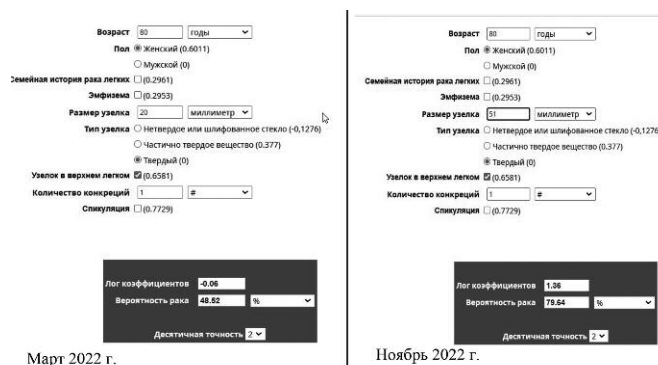 Возраст 80 годы
Пол Женский (0.6011)
Мужской (0)
Семейная история рака легких (0.2961)
Эмфизема (0.2953)
Размер узелка 20 миллиметр
Тип узелка Нетвердое или шлифованное стекло (-0,1276)
Частично твердое вещество (0.377)
Твердый (0)
Узелок в верхнем легком (0.6581)
Количество конкреций 1 #
Спикуляция (0.7729)
Лог коэффициентов -0.06
Вероятность рака 48.52 %
Десятичная точность 2
Март 2022 г.
Возраст 80 годы
Пол Женский (0.6011)
Мужской (0)
Семейная история рака легких (0.2961)
Эмфизема (0.2953)
Размер узелка 51 миллиметр
Тип узелка Нетвердое или шлифованное стекло (-0,1276
Частично твердое вещество (0.377)
Твердый (0)
Узелок в верхнем легком (0.6581)
Количество конкреций 1 #
Спикуляция (0.7729)
Лог коэффициентов 1.36
Вероятность рака 79.64 %
Десятичная точность 2
Ноябрь 2022 г.